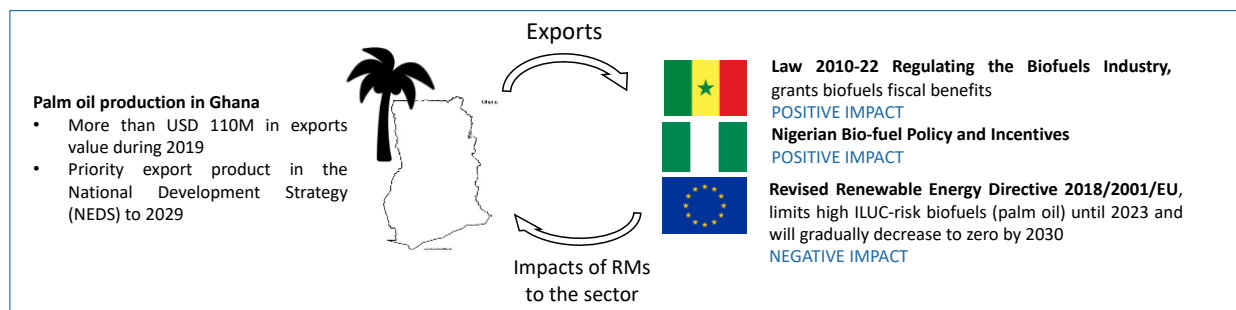 Exports
Palm oil production in Ghana
• More than USD 110M in exports
value during 2019
• Priority export product in the
National Development Strategy
(NEDS) to 2029
Ghana
Law 2010-22 Regulating the Biofuels Industry,
grants biofuels fiscal benefits
POSITIVE IMPACT
Nigerian Bio-fuel Policy and Incentives
POSITIVE IMPACT
Revised Renewable Energy Directive 2018/2001/EU,
limits high ILUC-risk biofuels (palm oil) until 2023 and
will gradually decrease to zero by 2030
NEGATIVE IMPACT
Impacts of RMs
to the sector